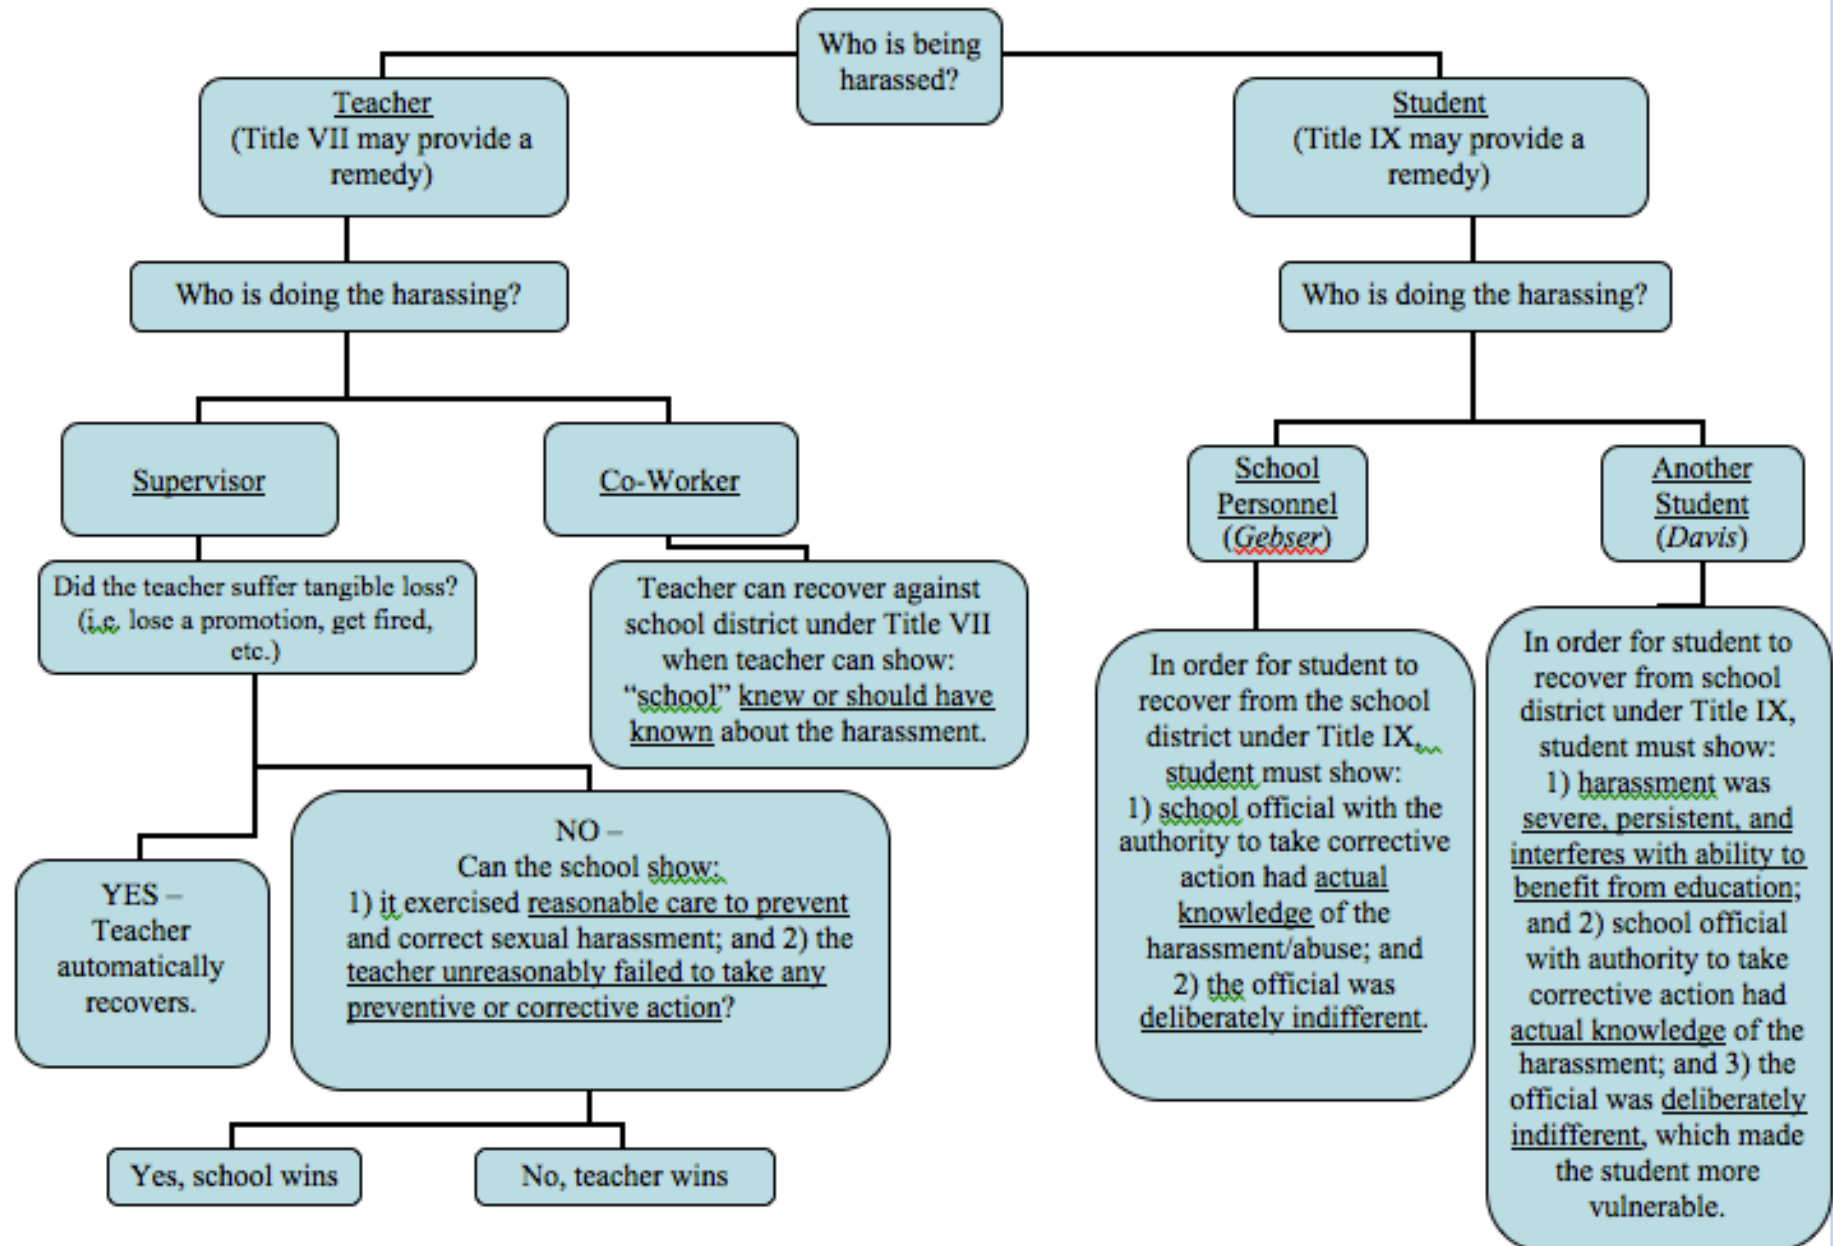 Who is being
harassed?
Teacher
(Title VII may provide a
remedy)
Student
(Title IX may provide a
remedy)
Who is doing the harassing?
Who is doing the harassing?
Supervisor
Co-Worker
School
Personnel
(Gebser)
Another
Student
(Davis)
Did the teacher suffer tangible loss?
(i.e. lose a promotion, get fired,
etc.)
Teacher can recover against
school district under Title VII
when teacher can show:
“school” knew or should have
known about the harassment.
In order for student to
recover from the school
district under Title IX,
student must show:
1) school official with the
authority to take corrective
action had actual
knowledge of the
harassment/abuse; and
2) the official was
deliberately indifferent.
In order for student to
recover from school
district under Title IX,
student must show:
1) harassment was
severe, persistent, and
interferes with ability to
benefit from education;
and 2) school official
with authority to take
corrective action had
actual knowledge of the
harassment; and 3) the
official was deliberately
indifferent, which made
the student more
vulnerable.
YES –
Teacher
automatically
recovers.
NO –
Can the school show:
1) it exercised reasonable care to prevent
and correct sexual harassment; and 2) the
teacher unreasonably failed to take any
preventive or corrective action?
Yes, school wins
No, teacher wins